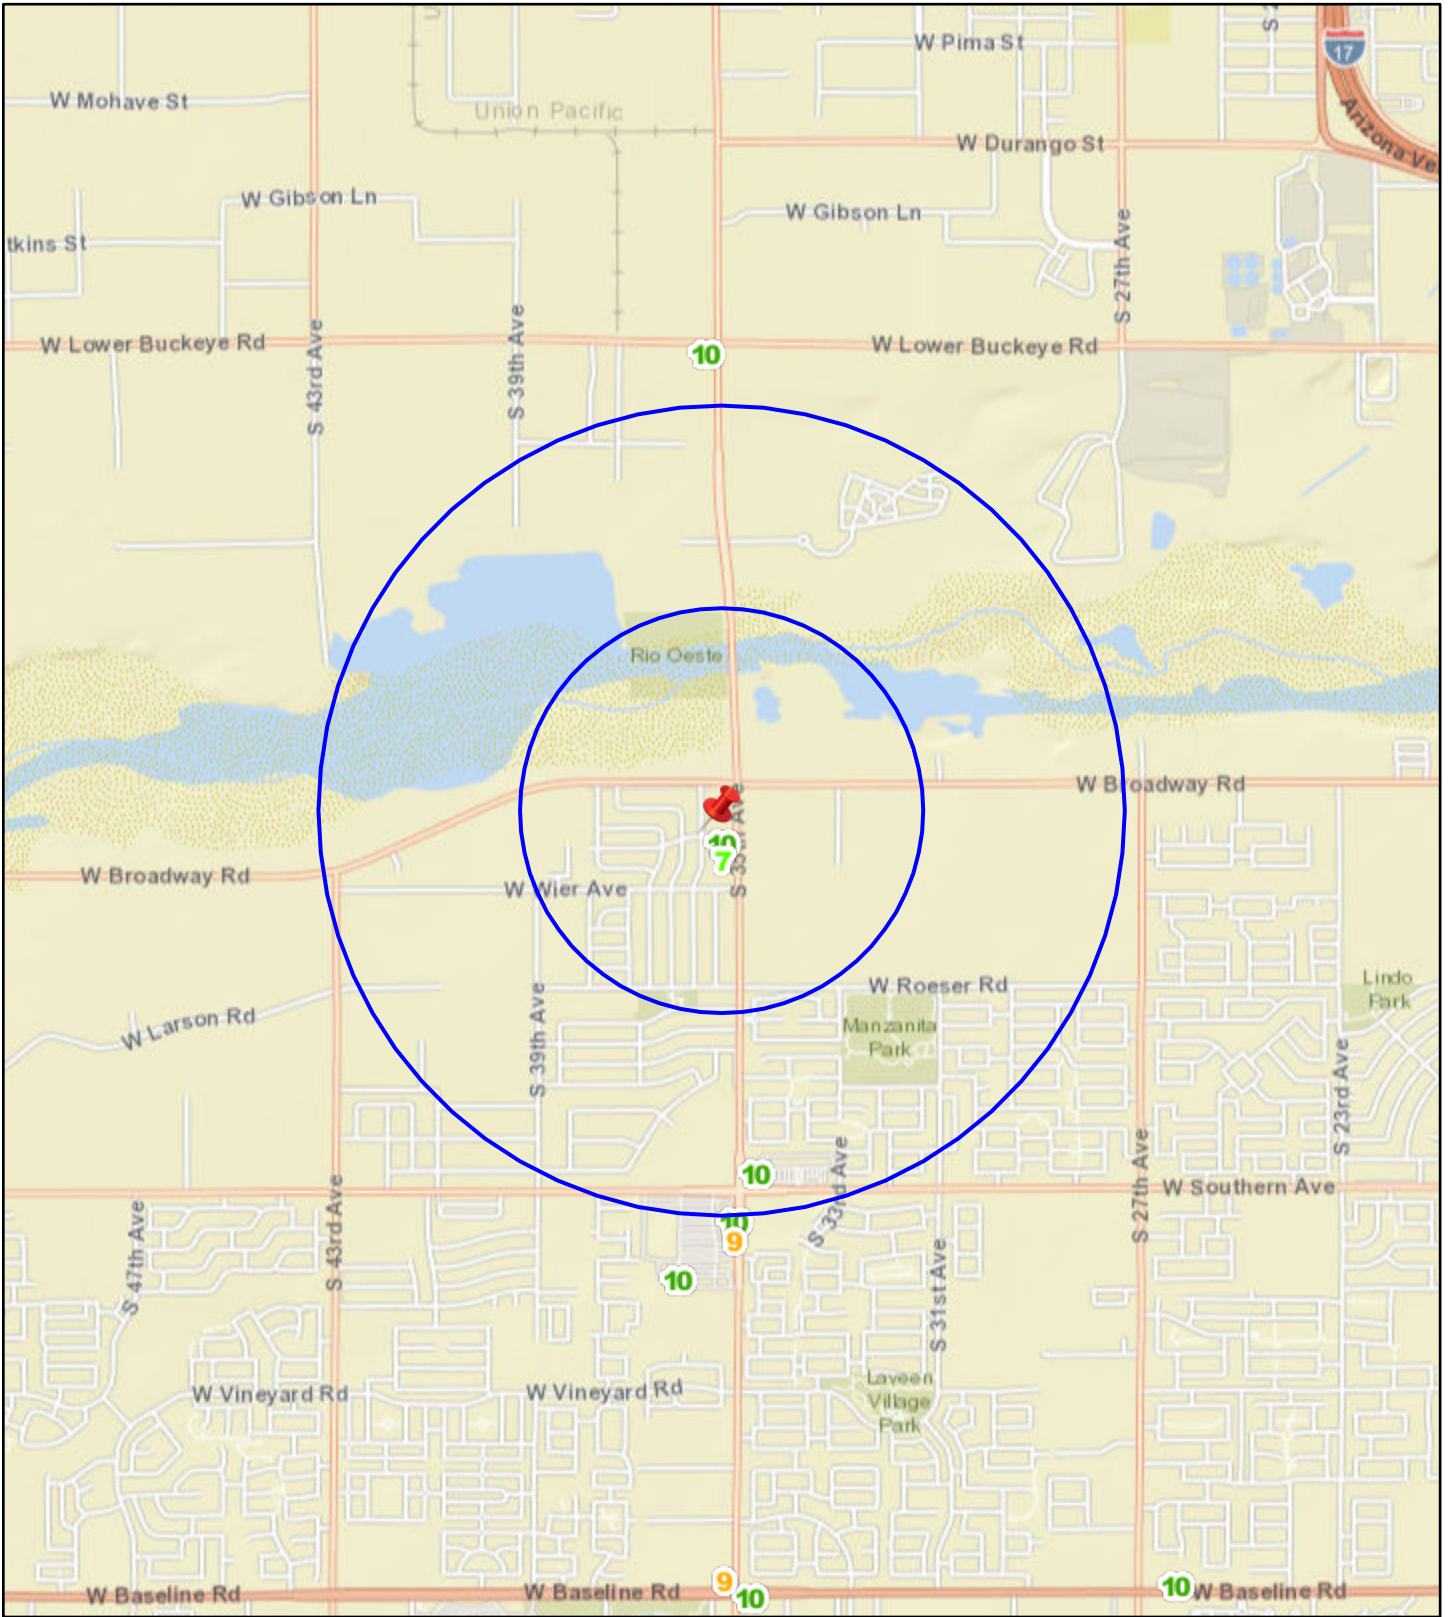 W Pima St
17
W Mohave St
Union Pacific
Arizona Ve
W Durango St
W Gibson Ln
W Gibson Ln
tkins St
S 27th Ave
W Lower Buckeye Rd
S 43rd Ave
S 39th Ave
10
W Lower Buckeye Rd
Rio Oeste
W Broadway Rd
10
7
S 35th Ave
W Broadway Rd
W Wier Ave
W Roeser Rd
Lindo
Park
W Larson Rd
S 39th Ave
Manzanita
Park
S 23rd Ave
10
S 33rd Ave
S 27th Ave
W Southern Ave
S 47th Ave
S 43rd Ave
10
9
10
S 31st Ave
W Vineyard Rd
W Vineyard Rd
Laveen
Village
Park
W Baseline Rd
W Baseline Rd
9
10
10
W Baseline Rd